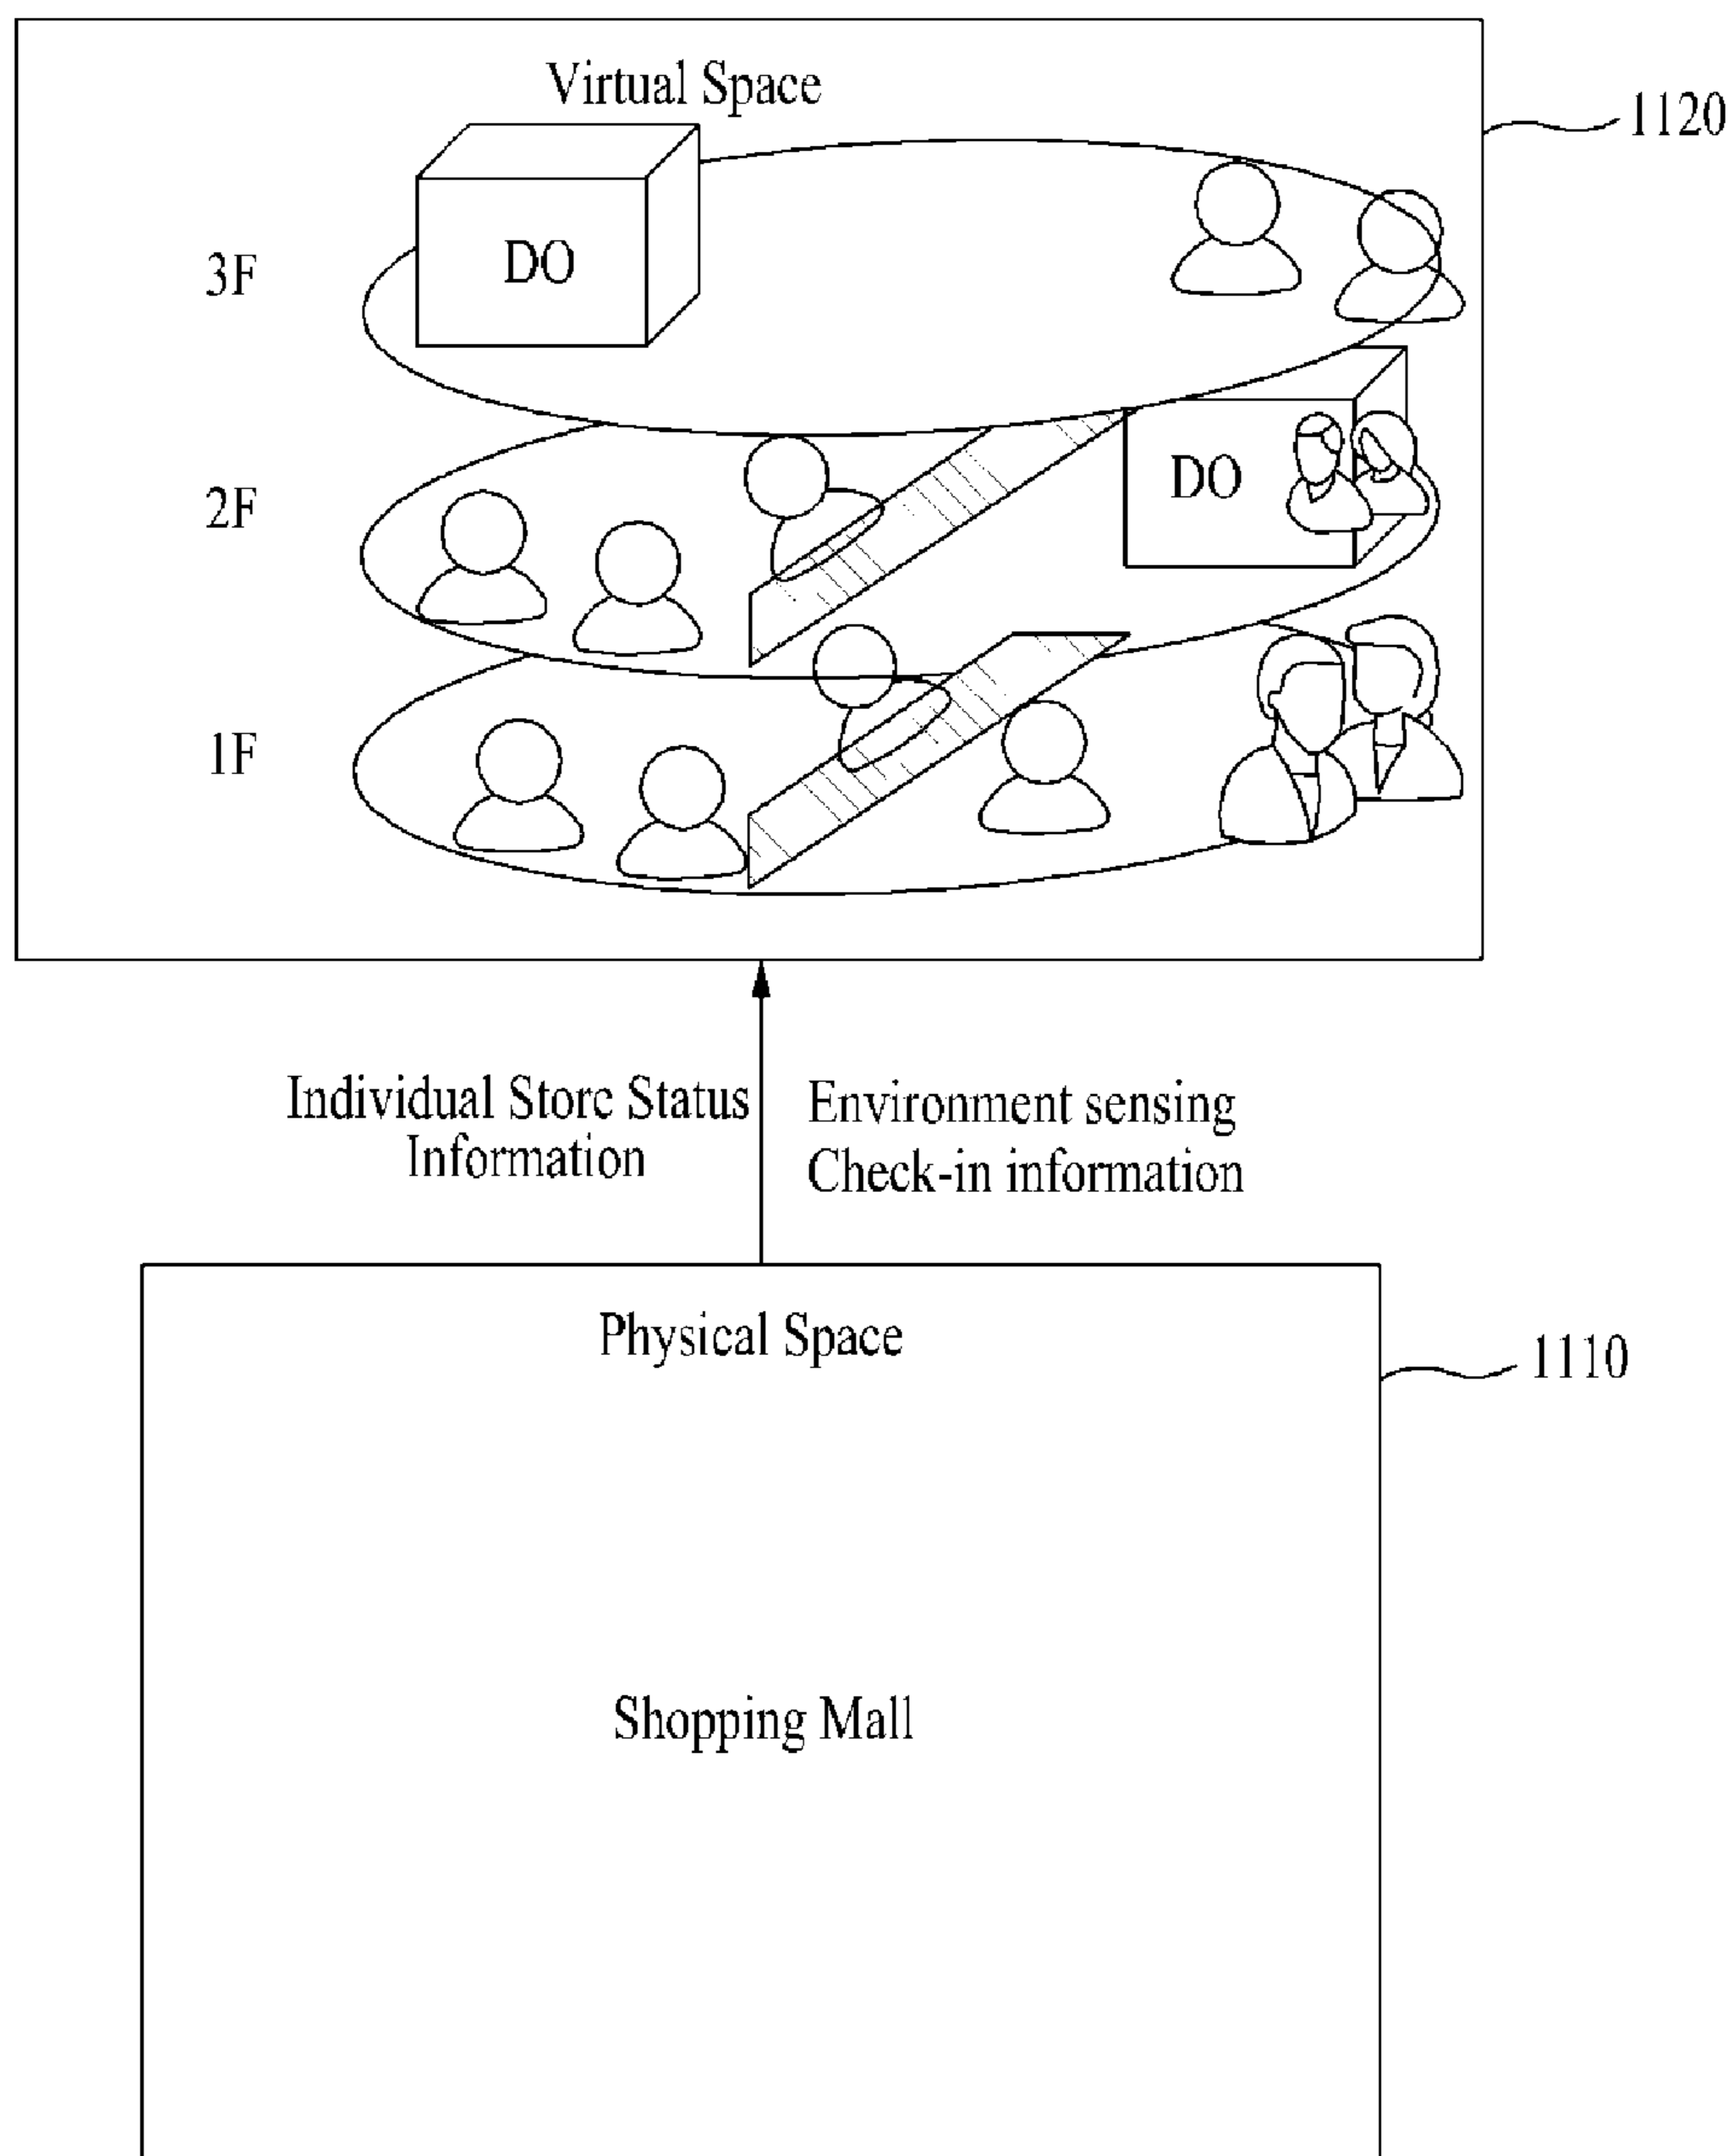 Virtual Space
1120
DO
3F
DO
2F
1F
Individual Store Status
Information
Environment sensing
Check-in information
Physical Space
1110
Shopping Mall